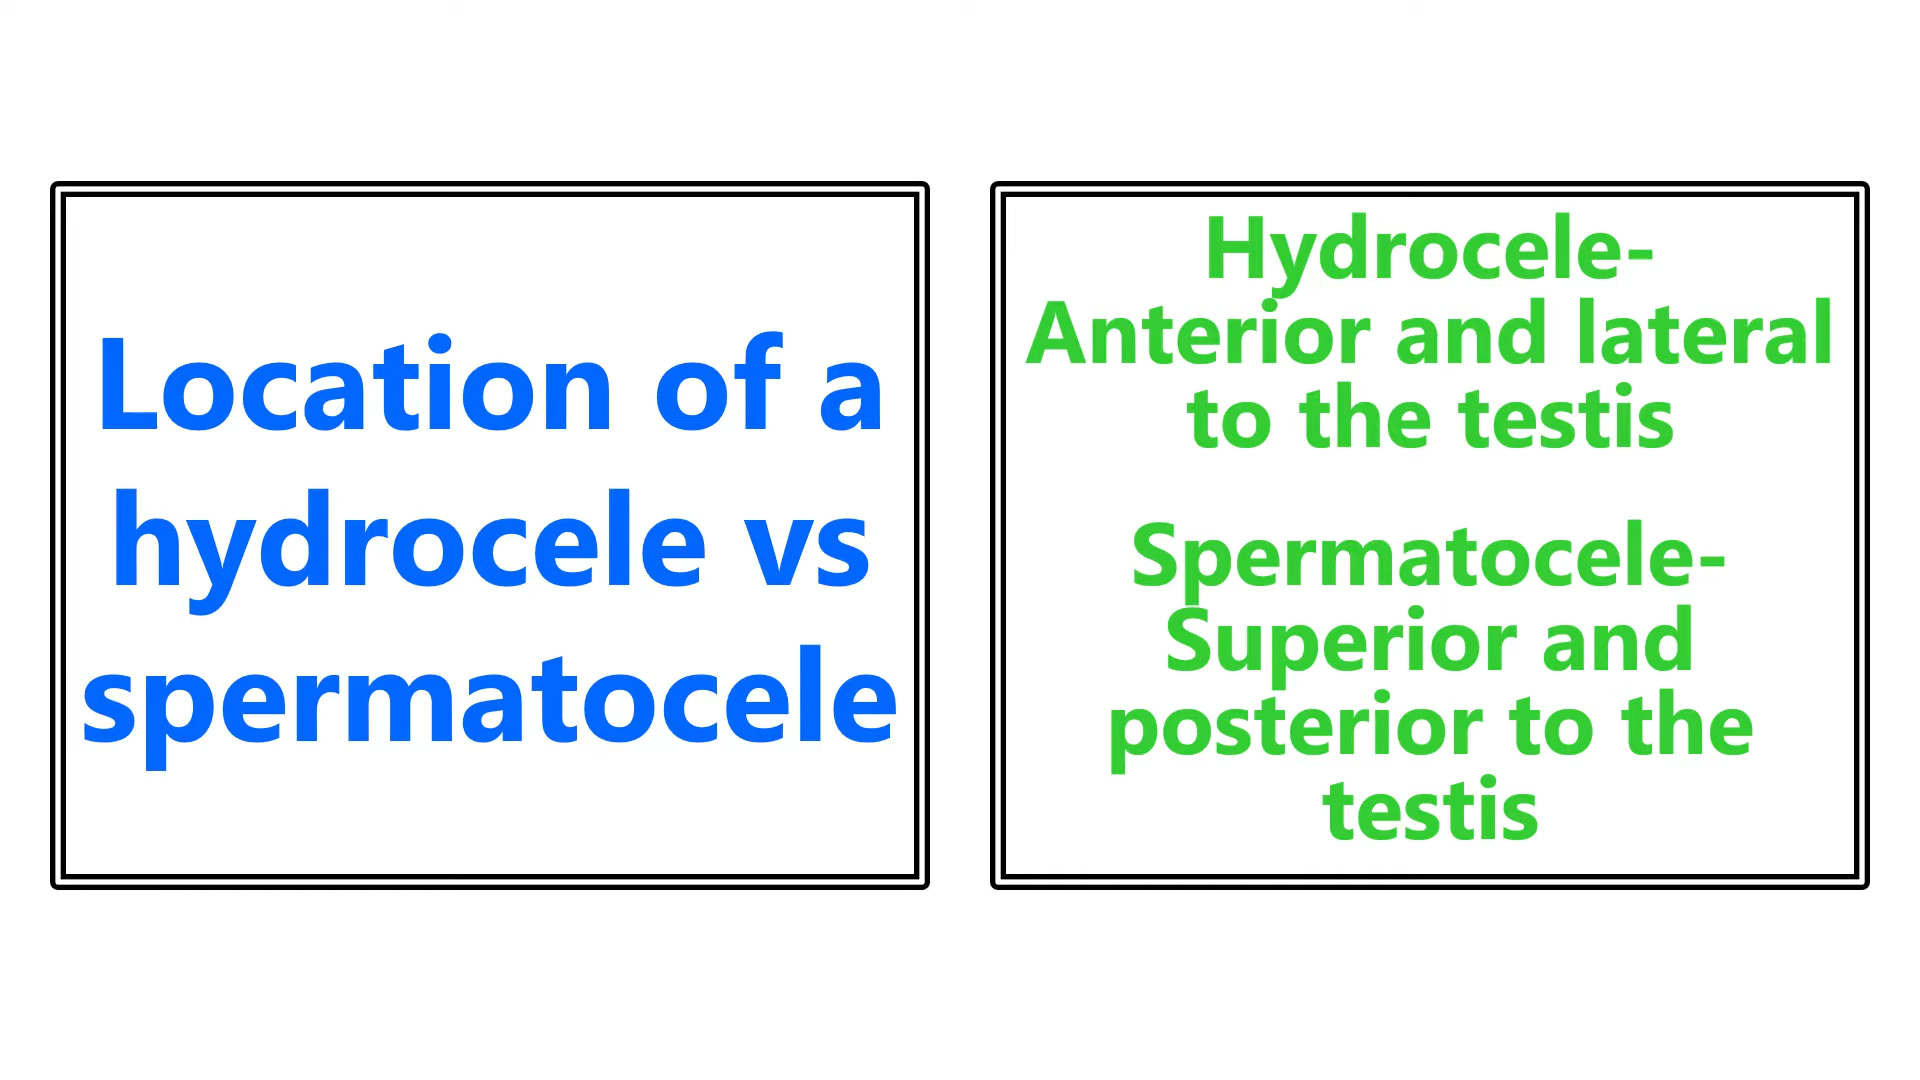 Location of a
hydrocele vs
spermatocele
Hydrocele-
Anterior and lateral
to the testis
Spermatocele-
Superior and
posterior to the
testis